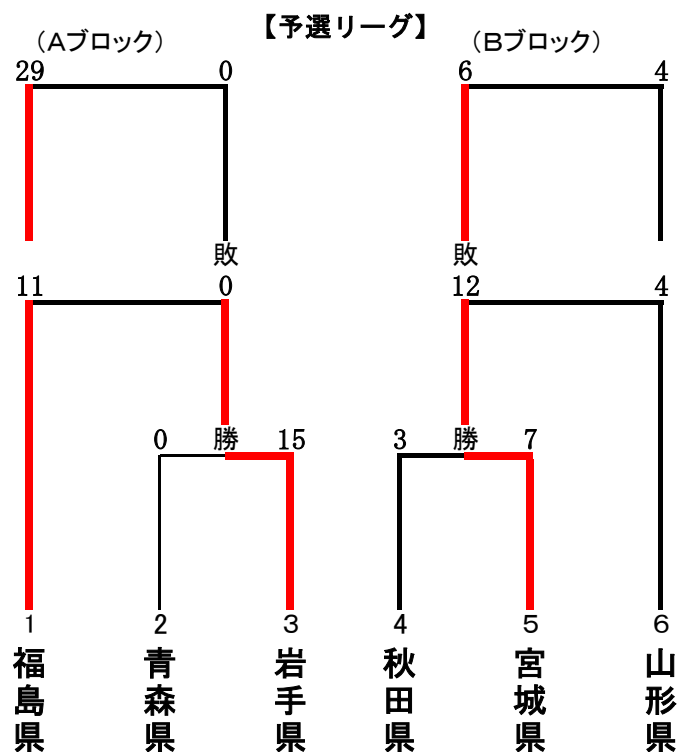 【予選リーグ】
（Aブロック）
（Bブロック）
29 0 6 4
敗 敗
11 0 12 4
0 勝 15 3 勝 7
1 2 3 4 5 6
福島県
青森県
岩手県
秋田県
宮城県
山形県